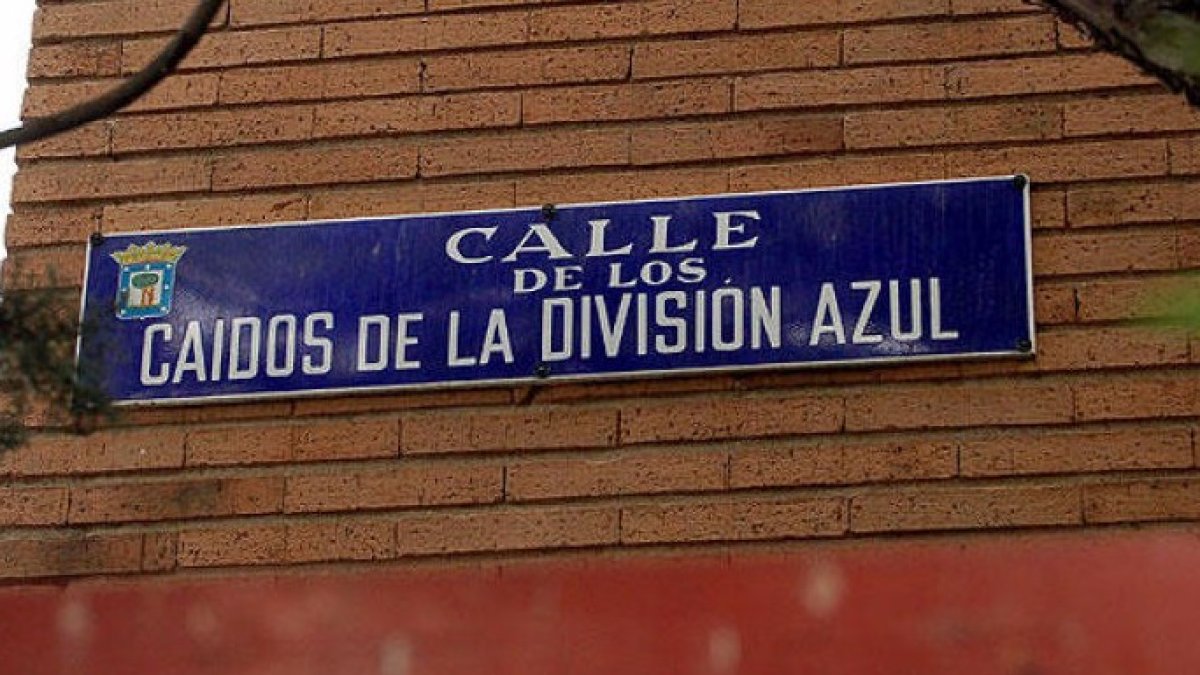 CALLE
DE LOS
CAIDOS DE LA DIVISIÓN AZUL